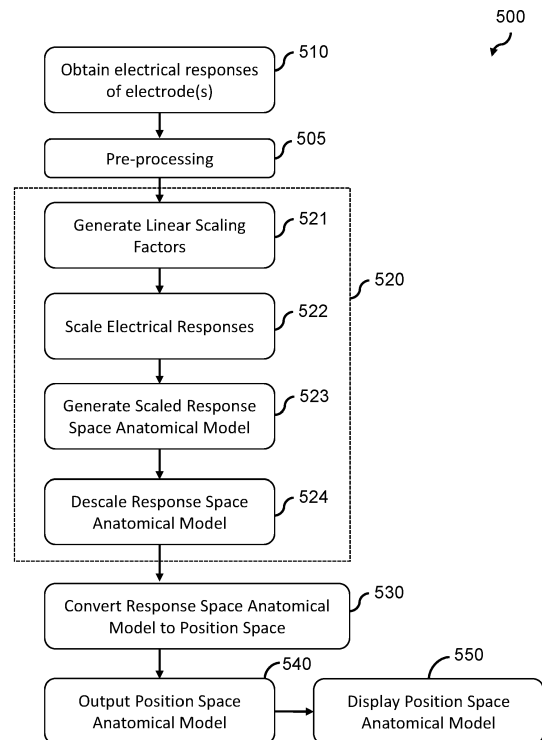 500
510
Obtain electrical responses
of electrode(s)
505
Pre-processing
521
Generate Linear Scaling
Factors
520
522
Scale Electrical Responses
523
Generate Scaled Response
Space Anatomical Model
524
Descale Response Space
Anatomical Model
530
Convert Response Space Anatomical
Model to Position Space
540
Output Position Space
Anatomical Model
550
Display Position Space
Anatomical Model